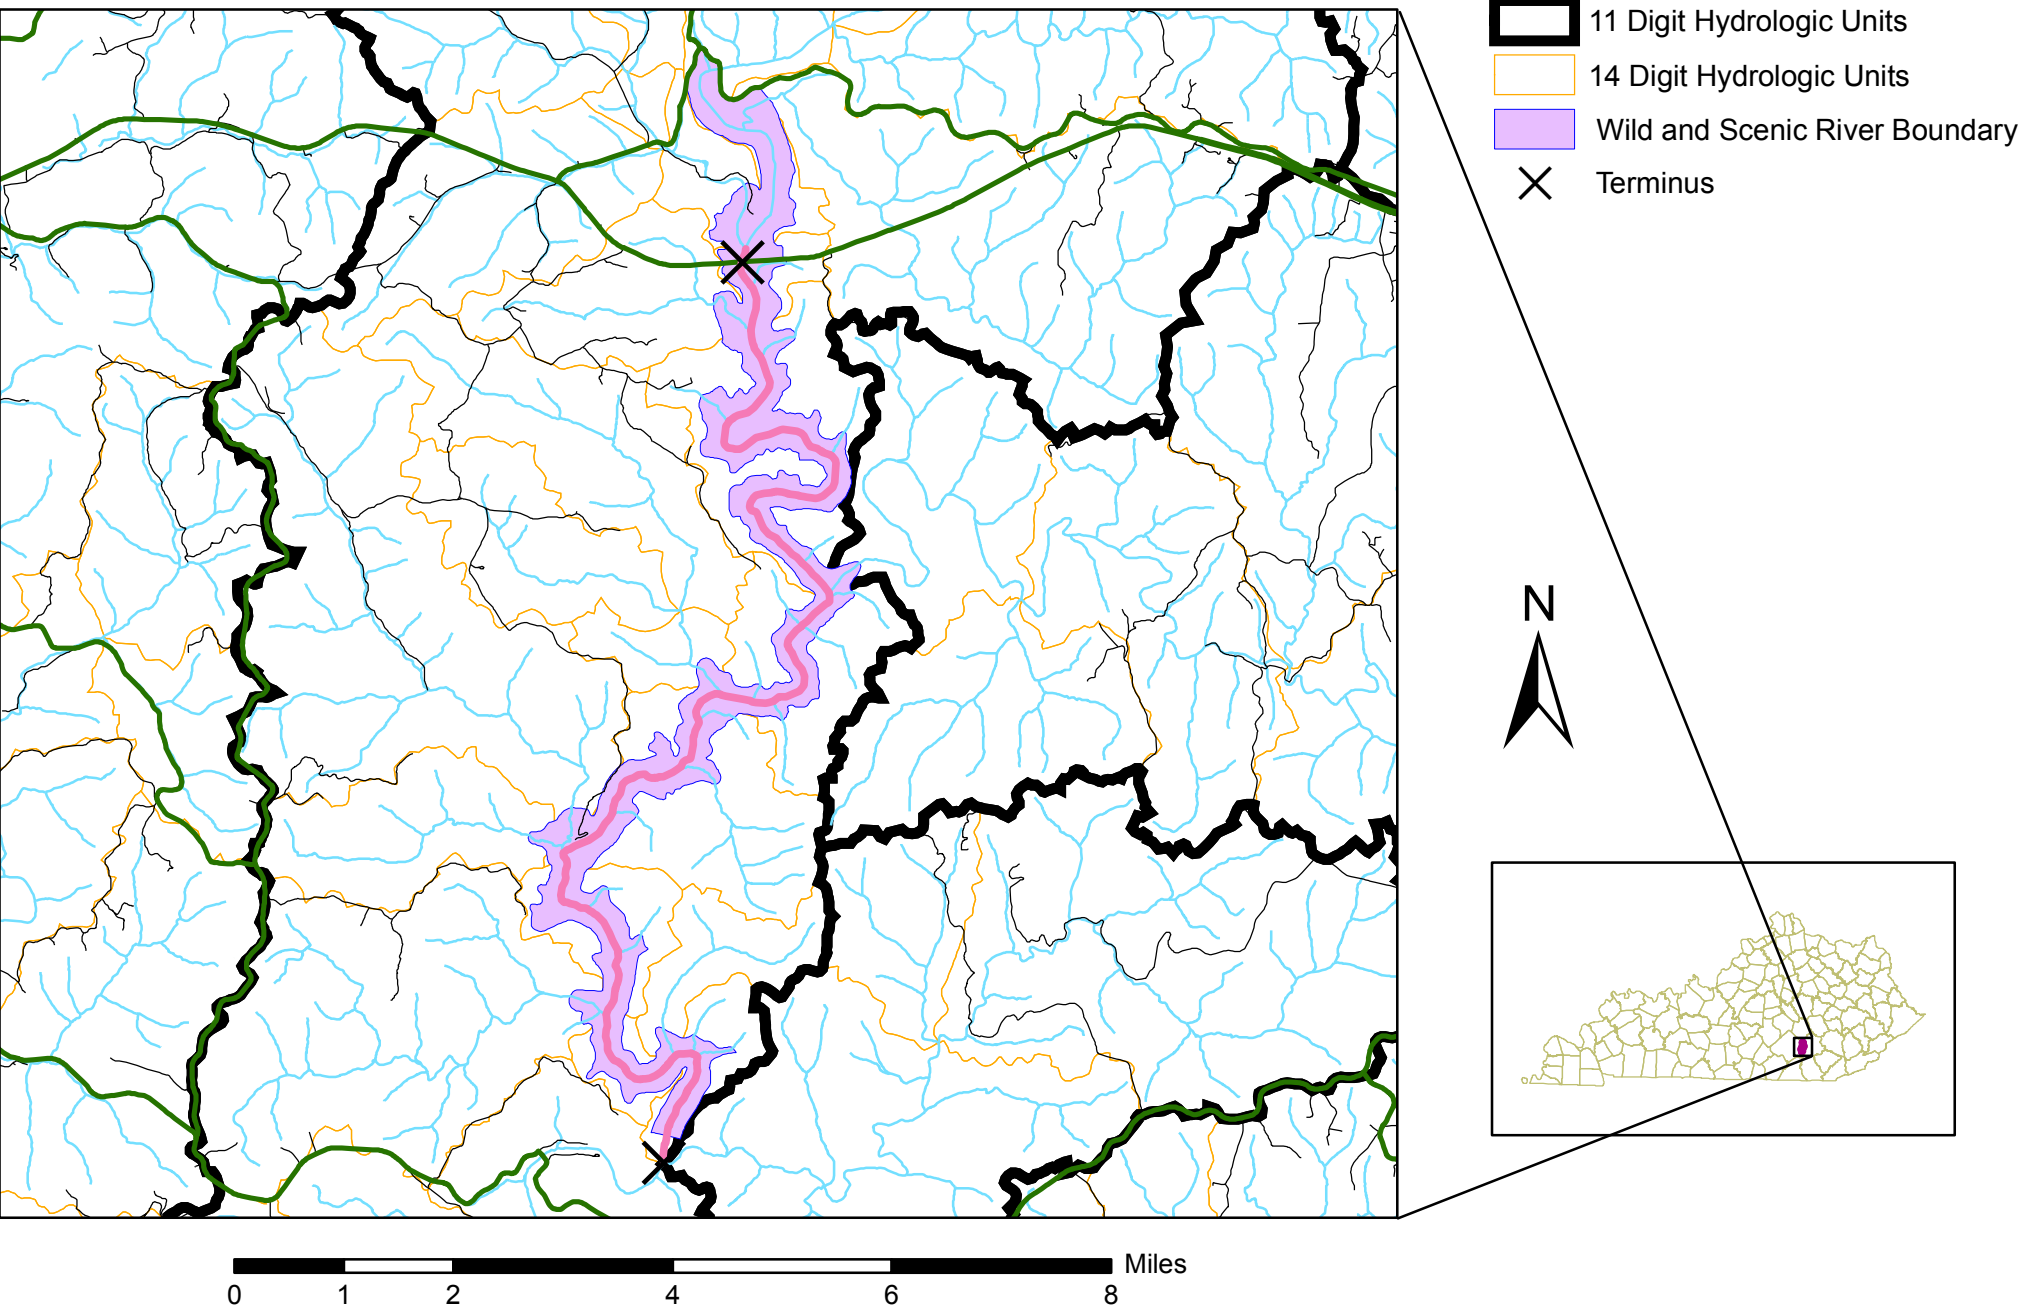 11 Digit Hydrologic Units
14 Digit Hydrologic Units
Wild and Scenic River Boundary
Terminus
N
Miles
0 1 2 4 6 8